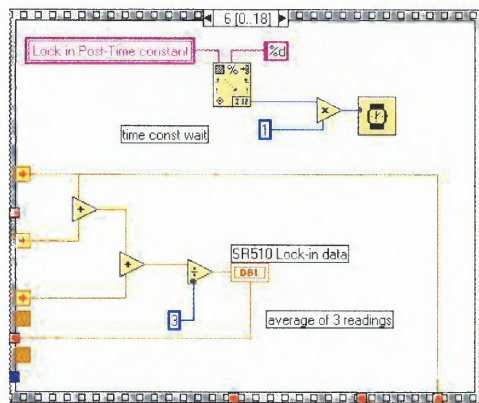 6 [0..18]
Lock in Post-Time constant
%d
%
1
x
time const wait
+
+
÷
SR510 Lock-in data
DBL
3
average of 3 readings